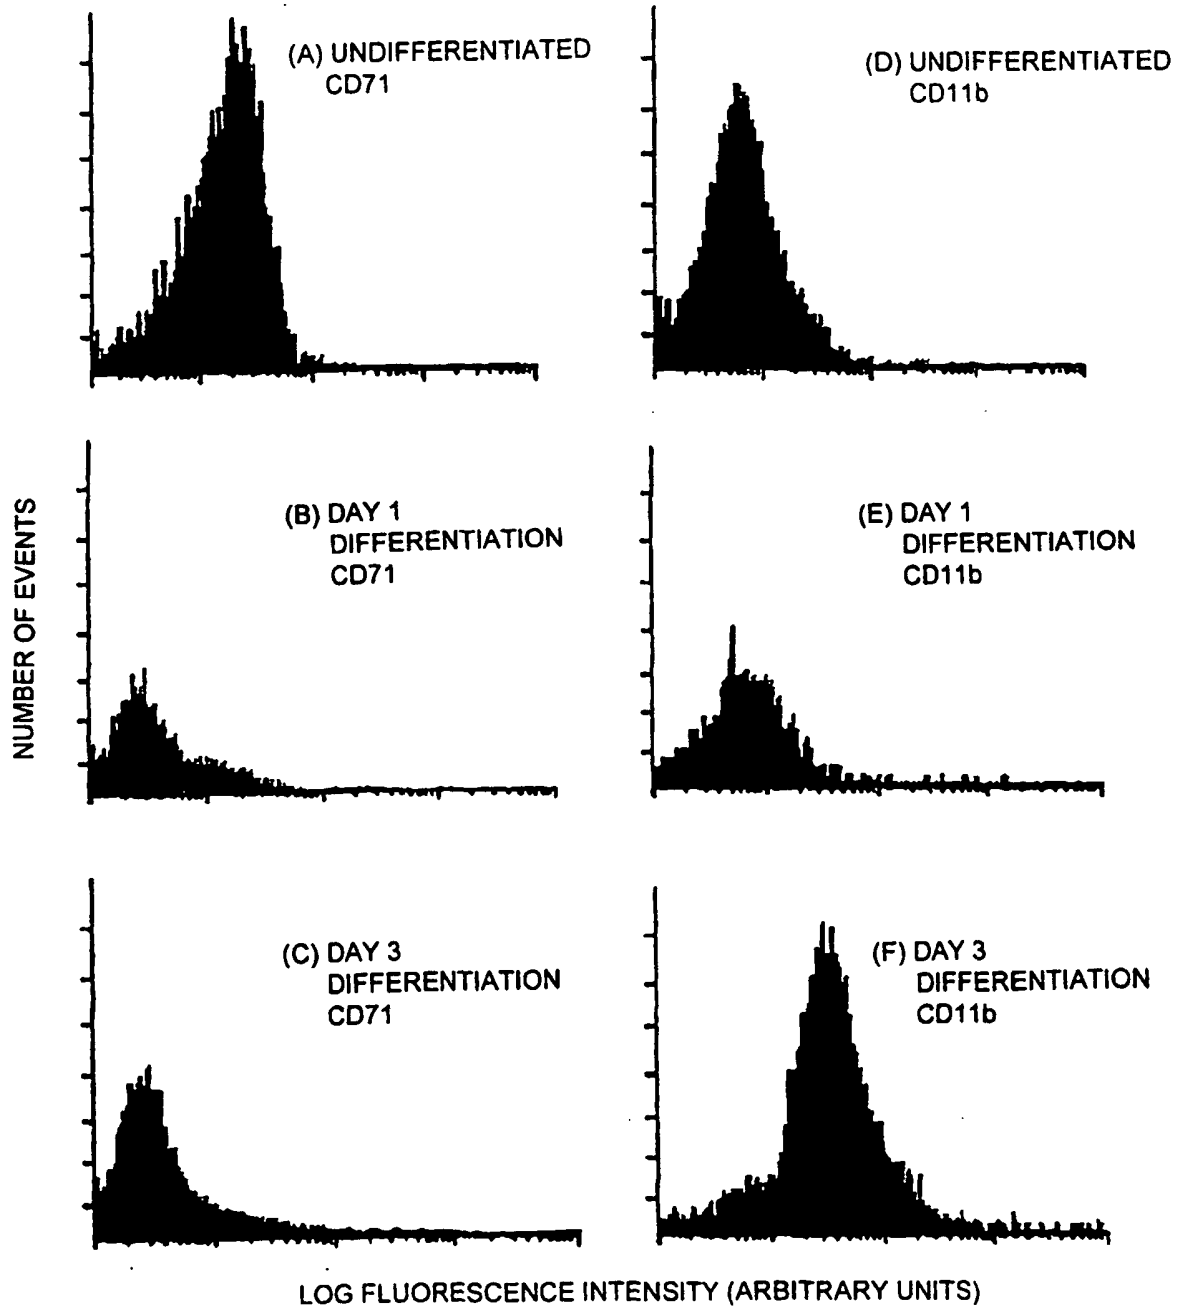 (A) UNDIFFERENTIATED
CD71
(D) UNDIFFERENTIATED
CD11b
NUMBER OF EVENTS
(B) DAY 1
DIFFERENTIATION
CD71
(E) DAY 1
DIFFERENTIATION
CD11b
(C) DAY 3
DIFFERENTIATION
CD71
(F) DAY 3
DIFFERENTIATION
CD11b
LOG FLUORESCENCE INTENSITY (ARBITRARY UNITS)